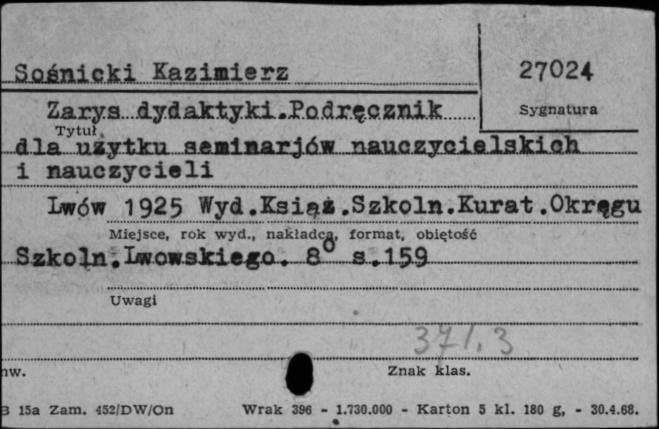 Sośnicki Kazimierz
27024
Sygnatura
Zarys dydaktyki.Podręcznik
Tytuł
dla użytku seminarjów nauczycielskich
i nauczycieli
Lwów 1925 Wyd.Książ.Szkoln.Kurat.Okręgu
Miejsce, rok wyd., nakładca, format, objętość
Szkoln.Lwowskiego. 8° s.159
Uwagi
371.3
nw.
Znak klas.
B 15a Zam. 452/DW/On Wrak 396 - 1.730.000 - Karton 5 kl. 180 g, - 30.4.68.